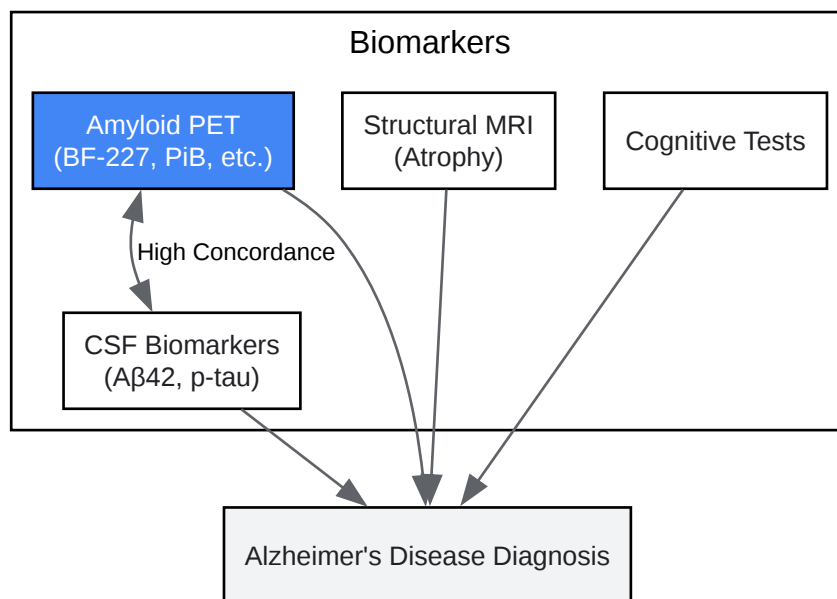 Biomarkers
Amyloid PET
(BF-227, PiB, etc.)
Structural MRI
(Atrophy)
Cognitive Tests
High Concordance
CSF Biomarkers
(Aβ42, p-tau)
Alzheimer's Disease Diagnosis